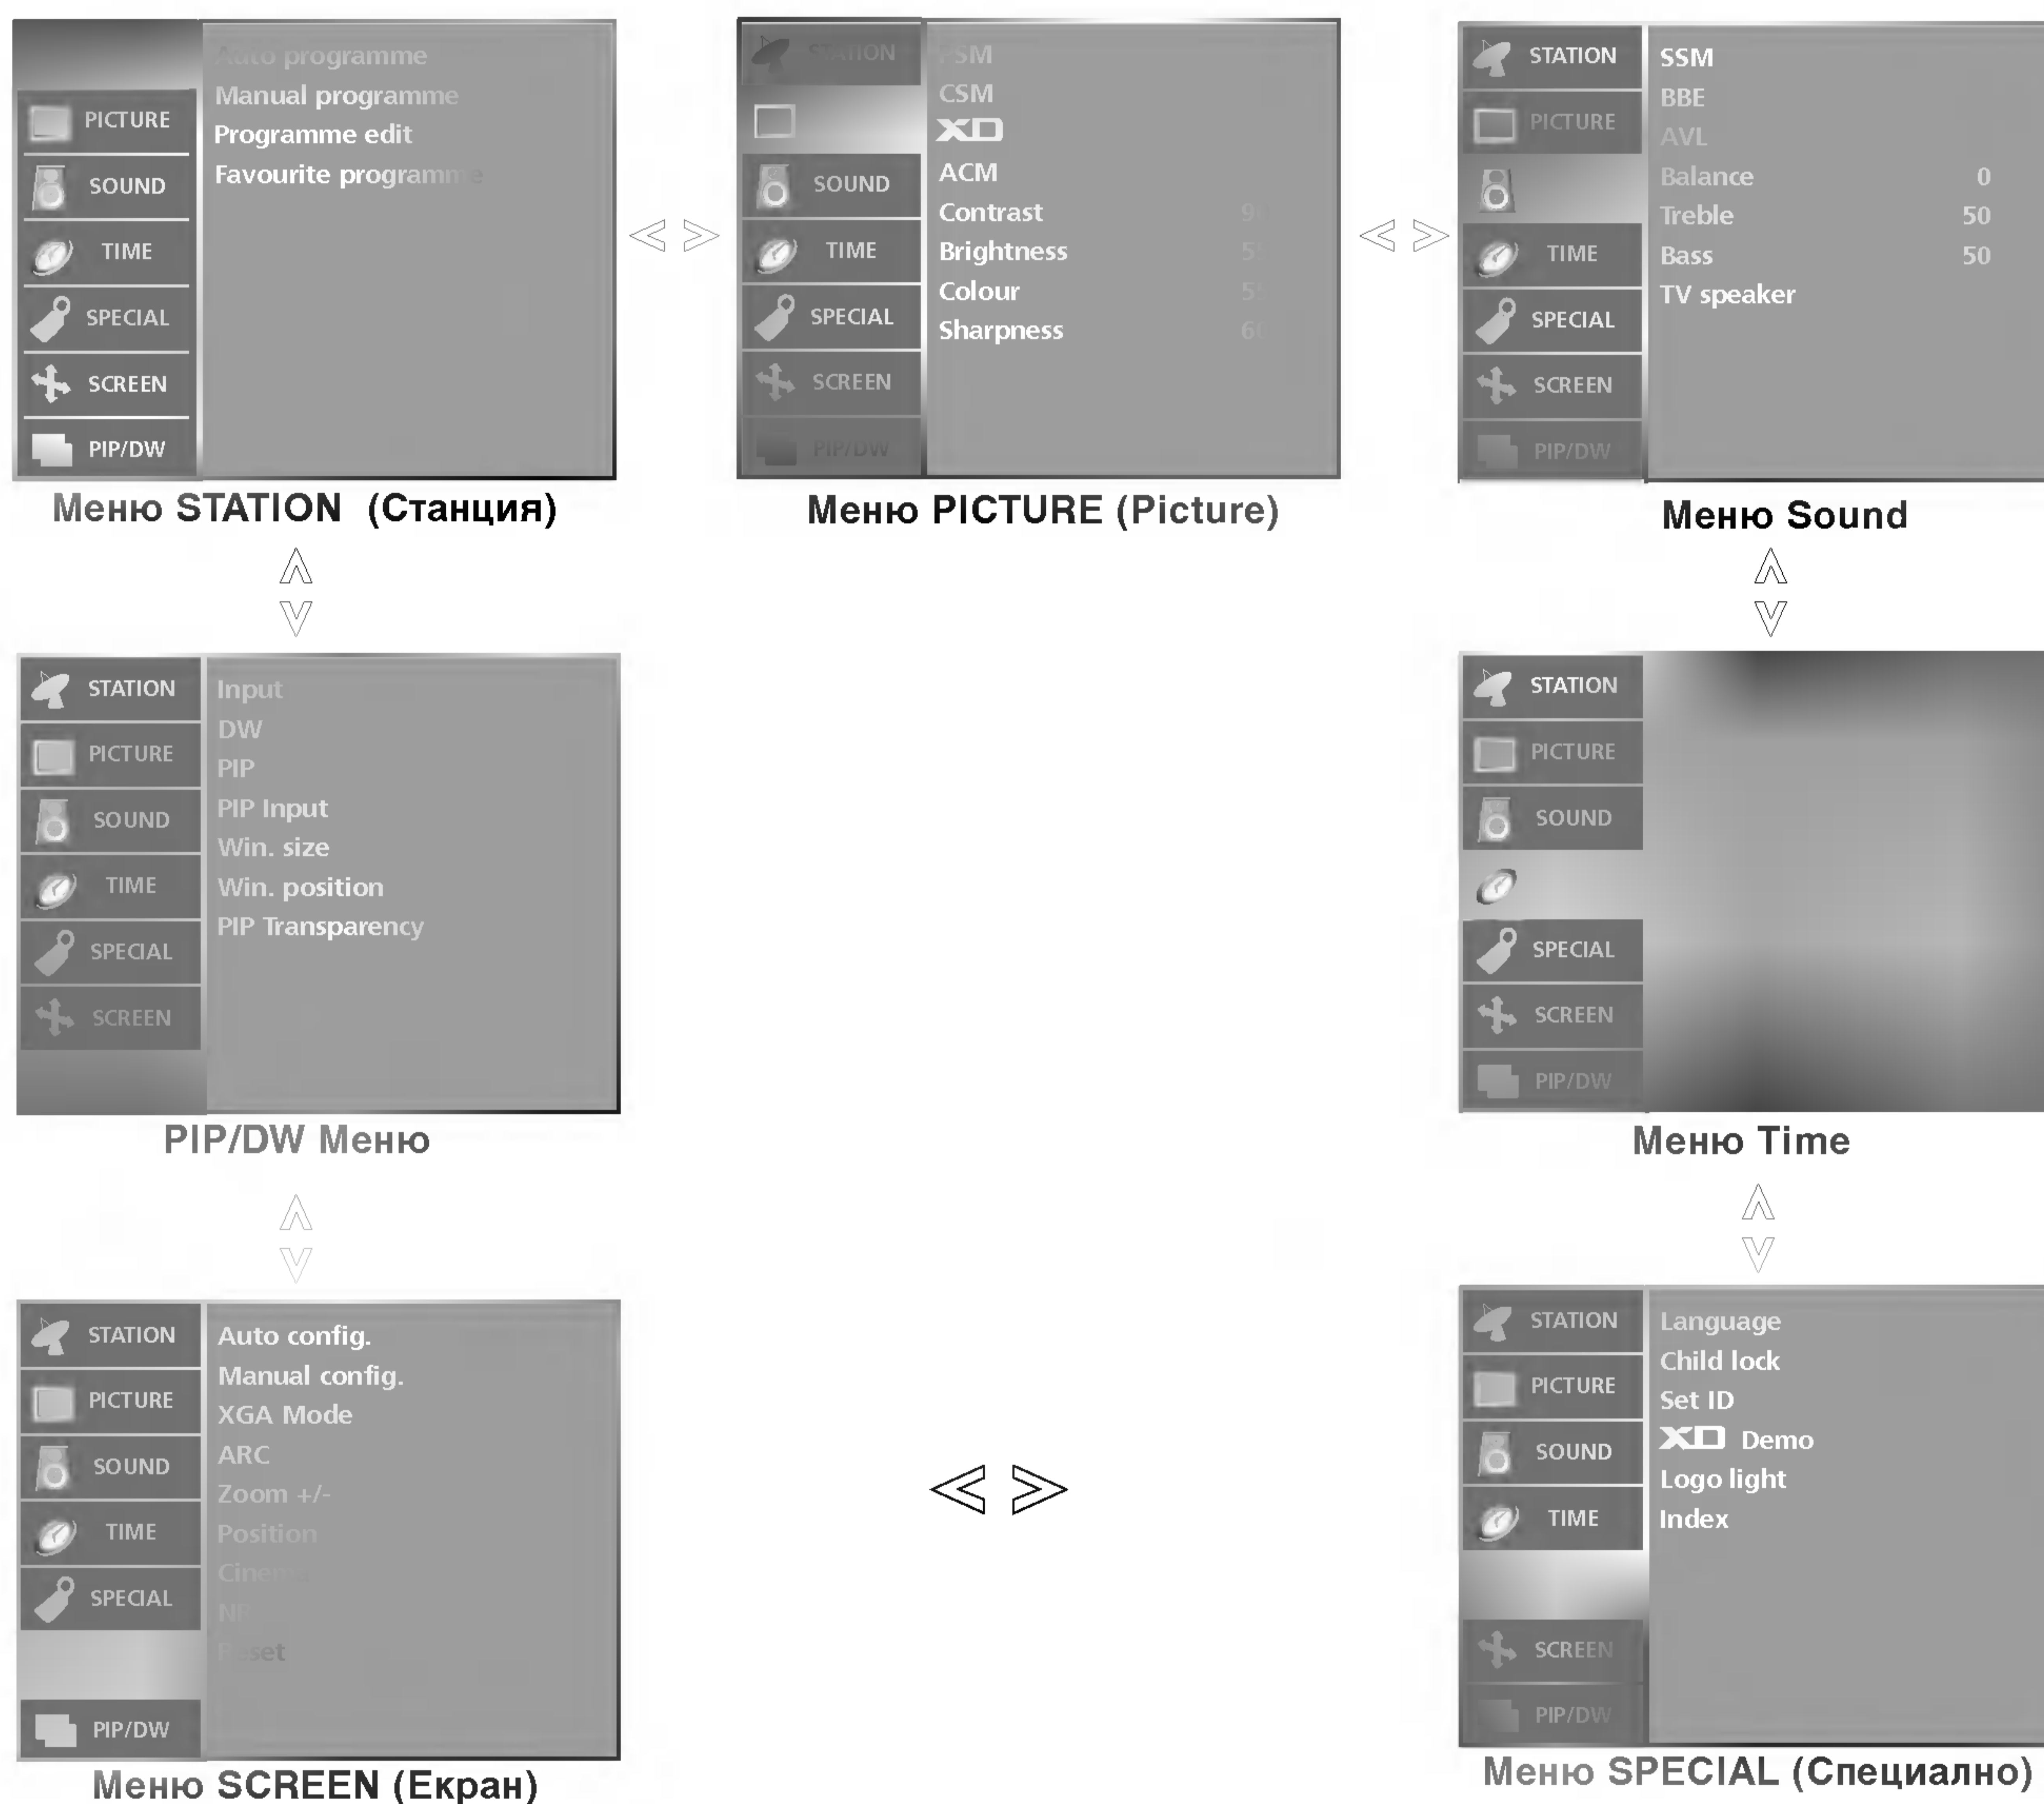 Auto programme
Manual programme
Programme edit
Favourite programme
PICTURE
SOUND
TIME
SPECIAL
SCREEN
PIP/DW
Меню STATION (Станция)
STATION
SOUND
TIME
SPECIAL
SCREEN
PIP/DW
PSM
CSM
XD
ACM
Contrast
Brightness
Colour
Sharpness
Меню PICTURE (Picture)
STATION
PICTURE
TIME
SPECIAL
SCREEN
PIP/DW
SSM
BBE
AVL
Balance 0
Treble 50
Bass 50
TV speaker
Меню Sound
STATION
PICTURE
SOUND
TIME
SPECIAL
SCREEN
Input
DW
PIP
PIP Input
Win. size
Win. position
PIP Transparency
PIP/DW Меню
STATION
PICTURE
SOUND
SPECIAL
SCREEN
PIP/DW
Меню Time
STATION
PICTURE
SOUND
TIME
SPECIAL
PIP/DW
Auto config.
Manual config.
XGA Mode
ARC
Zoom +/-
Position
Cinema
NR
Reset
Меню SCREEN (Екран)
STATION
PICTURE
SOUND
TIME
SCREEN
PIP/DW
Language
Child lock
Set ID
XD Demo
Logo light
Index
Меню SPECIAL (Специално)